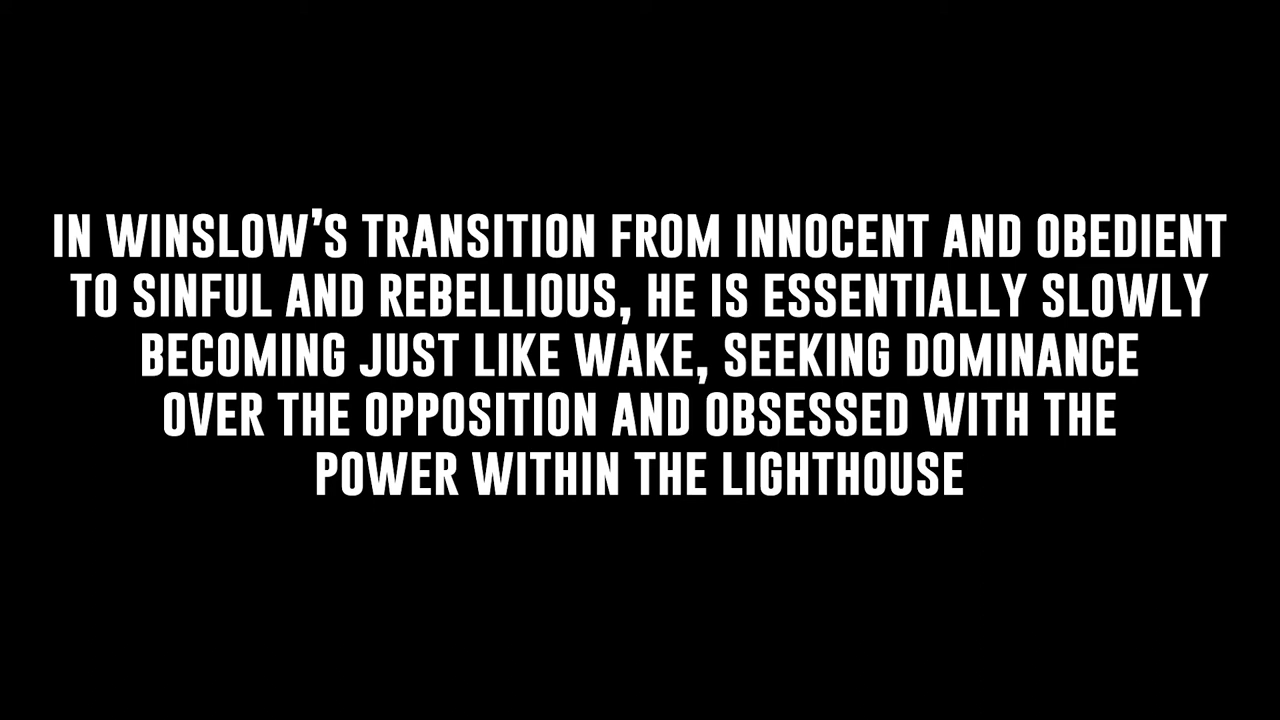 IN WINSLOW’S TRANSITION FROM INNOCENT AND OBEDIENT
TO SINFUL AND REBELLIOUS, HE IS ESSENTIALLY SLOWLY
BECOMING JUST LIKE WAKE, SEEKING DOMINANCE
OVER THE OPPOSITION AND OBSESSED WITH THE
POWER WITHIN THE LIGHTHOUSE